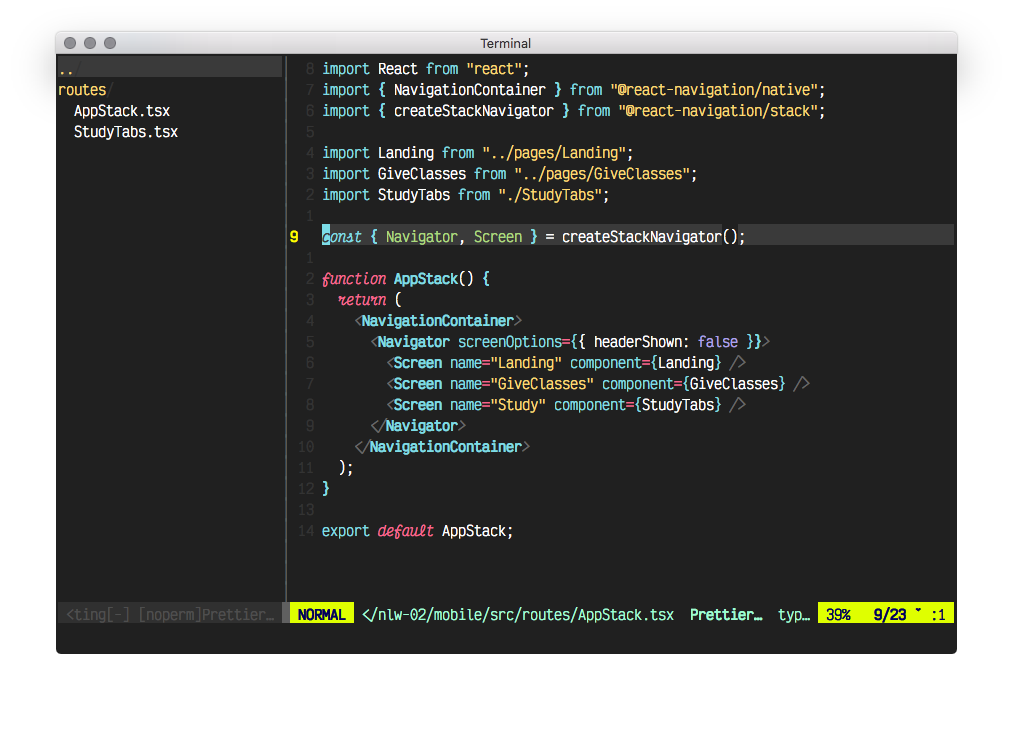 Terminal
..
routes/
AppStack.tsx
StudyTabs.tsx
8 import React from "react";
7 import { NavigationContainer } from "@react-navigation/native";
6 import { createStackNavigator } from "@react-navigation/stack";
5
4 import Landing from "../pages/Landing";
3 import GiveClasses from "../pages/GiveClasses";
2 import StudyTabs from "./StudyTabs";
1
9 const { Navigator, Screen } = createStackNavigator();
1
2 function AppStack() {
3 return (
4 <NavigationContainer>
5 <Navigator screenOptions={{ headerShown: false }}>
6 <Screen name="Landing" component={Landing} />
7 <Screen name="GiveClasses" component={GiveClasses} />
8 <Screen name="Study" component={StudyTabs} />
9 </Navigator>
10 </NavigationContainer>
11 );
12 }
13
14 export default AppStack;
<ting[-] [noperm]Prettier…
NORMAL </nlw-02/mobile/src/routes/AppStack.tsx Prettier… typ… 39% 9/23 :1